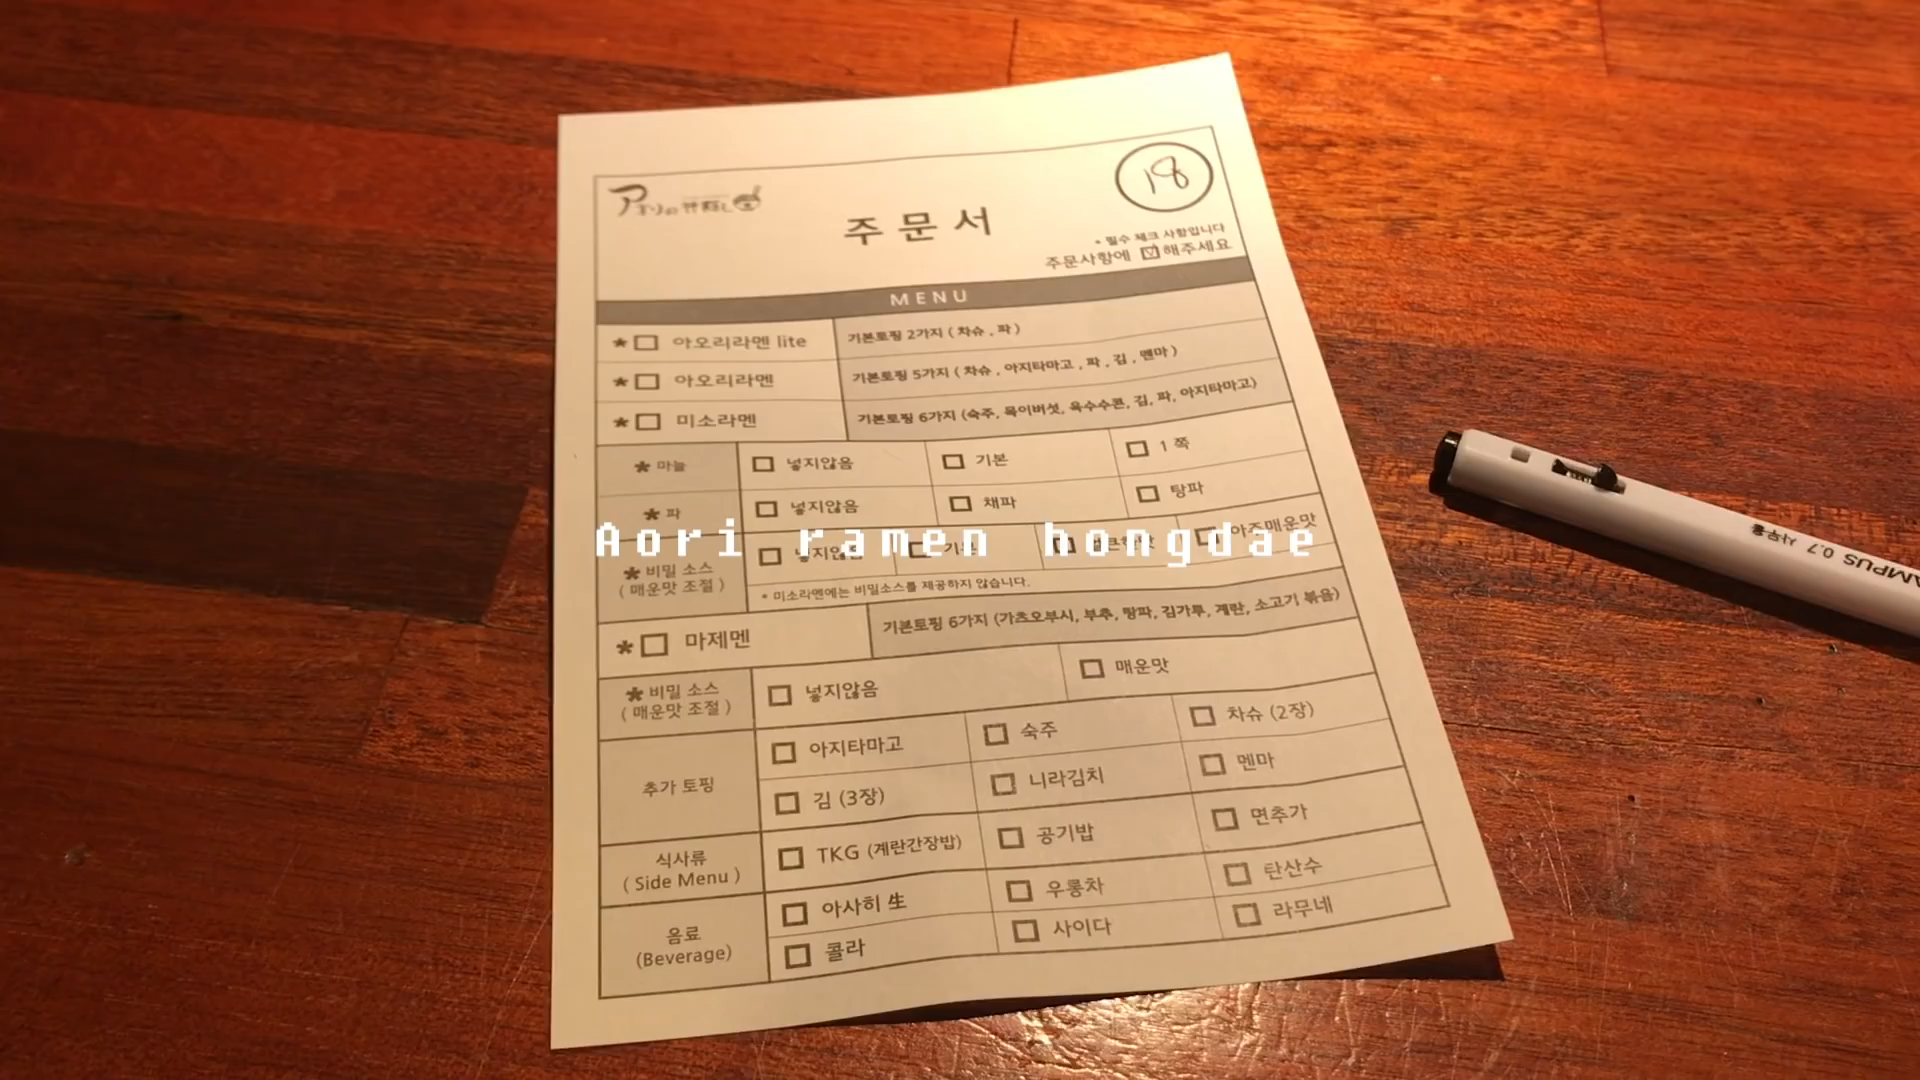 18
주문서
* 필수 체크 사항입니다
주문사항에 ☑ 해주세요
MENU
* □ 아오리라멘 lite 기본토핑 2가지 ( 차슈 , 파 )
* □ 아오리라멘 기본토핑 5가지 ( 차슈 , 아지타마고 , 파 , 김 , 멘마 )
* □ 미소라멘 기본토핑 6가지 (숙주, 목이버섯, 옥수수콘, 김, 파, 아지타마고)
* 마늘 □ 넣지않음 □ 기본 □ 1 쪽
* 파 □ 넣지않음 □ 채파 □ 탕파
Aori ramen hongdae
* 비밀 소스 □ 넣지않음 □ 기본 □ □ 아주매운맛
( 매운맛 조절 )
* 미소라멘에는 비밀소스를 제공하지 않습니다.
* □ 마제멘 기본토핑 6가지 (가츠오부시, 부추, 탕파, 김가루, 계란, 소고기 볶음)
* 비밀 소스 □ 넣지않음 □ 매운맛
( 매운맛 조절 )
추가 토핑 □ 아지타마고 □ 숙주 □ 차슈 (2장)
□ 김 (3장) □ 니라김치 □ 멘마
식사류 □ TKG (계란간장밥) □ 공기밥 □ 면추가
( Side Menu )
음료 □ 아사히 生 □ 우롱차 □ 탄산수
(Beverage) □ 콜라 □ 사이다 □ 라무네
CAMPUS 0.7 사무용